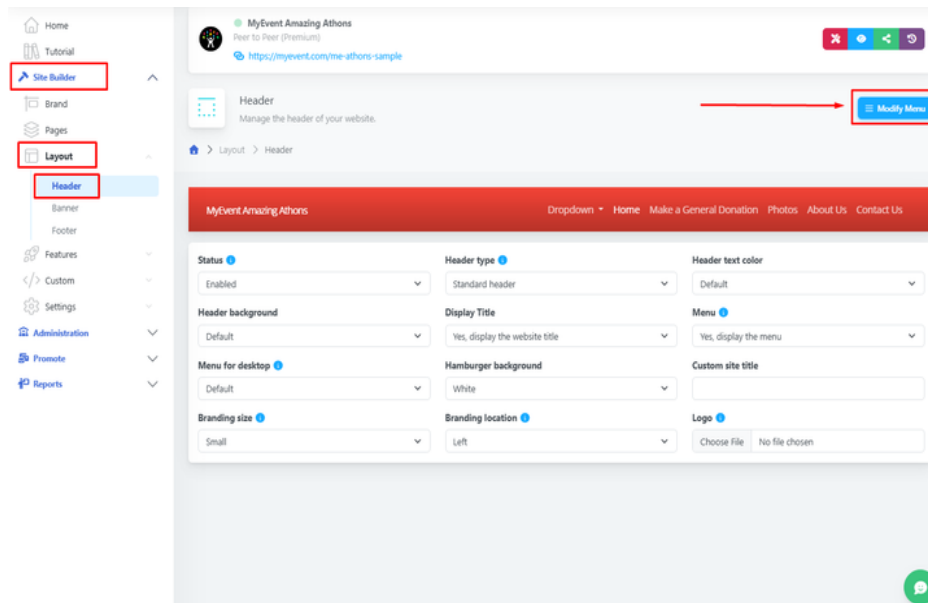 Home
Tutorial
Site Builder
Brand
Pages
Layout
Header
Banner
Footer
Features
Custom
Settings
Administration
Promote
Reports
MyEvent Amazing Athons
Peer to Peer (Premium)
https://myevent.com/me-athons-sample
Header
Manage the header of your website.
Modify Menu
> Layout > Header
MyEvent Amazing Athons
Dropdown Home Make a General Donation Photos About Us Contact Us
Status Header type Header text color
Enabled Standard header Default
Header background Display Title Menu
Default Yes, display the website title Yes, display the menu
Menu for desktop Hamburger background Custom site title
Default White
Branding size Branding location Logo
Small Left Choose File No file chosen